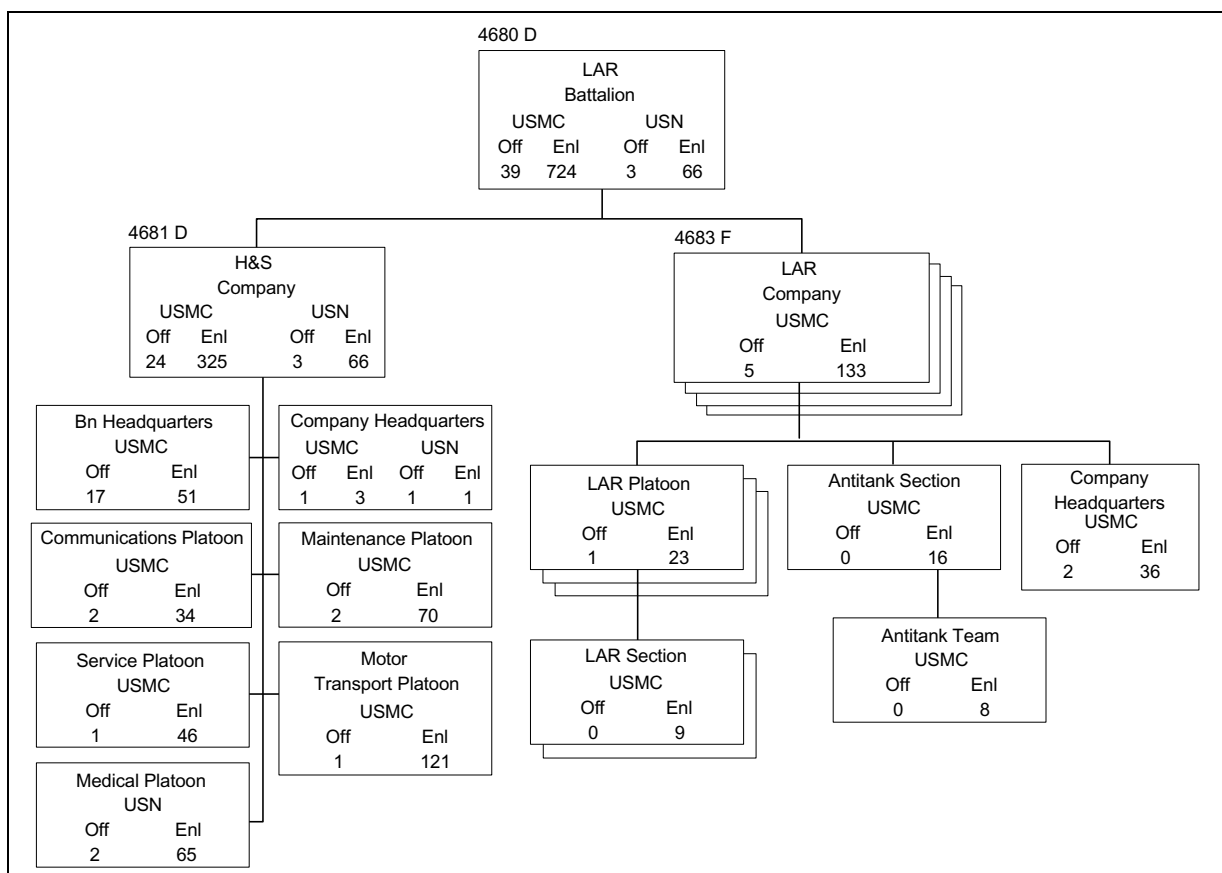 4680 D
LAR
Battalion
USMC USN
Off Enl Off Enl
39 724 3 66
4681 D
H&S
Company
USMC USN
Off Enl Off Enl
24 325 3 66
4683 F
LAR
Company
USMC
Off Enl
5 133
Bn Headquarters
USMC
Off Enl
17 51
Company Headquarters
USMC USN
Off Enl Off Enl
1 3 1 1
Communications Platoon
USMC
Off Enl
2 34
Maintenance Platoon
USMC
Off Enl
2 70
Service Platoon
USMC
Off Enl
1 46
Motor
Transport Platoon
USMC
Off Enl
1 121
Medical Platoon
USN
Off Enl
2 65
LAR Platoon
USMC
Off Enl
1 23
Antitank Section
USMC
Off Enl
0 16
Company
Headquarters
USMC
Off Enl
2 36
LAR Section
USMC
Off Enl
0 9
Antitank Team
USMC
Off Enl
0 8